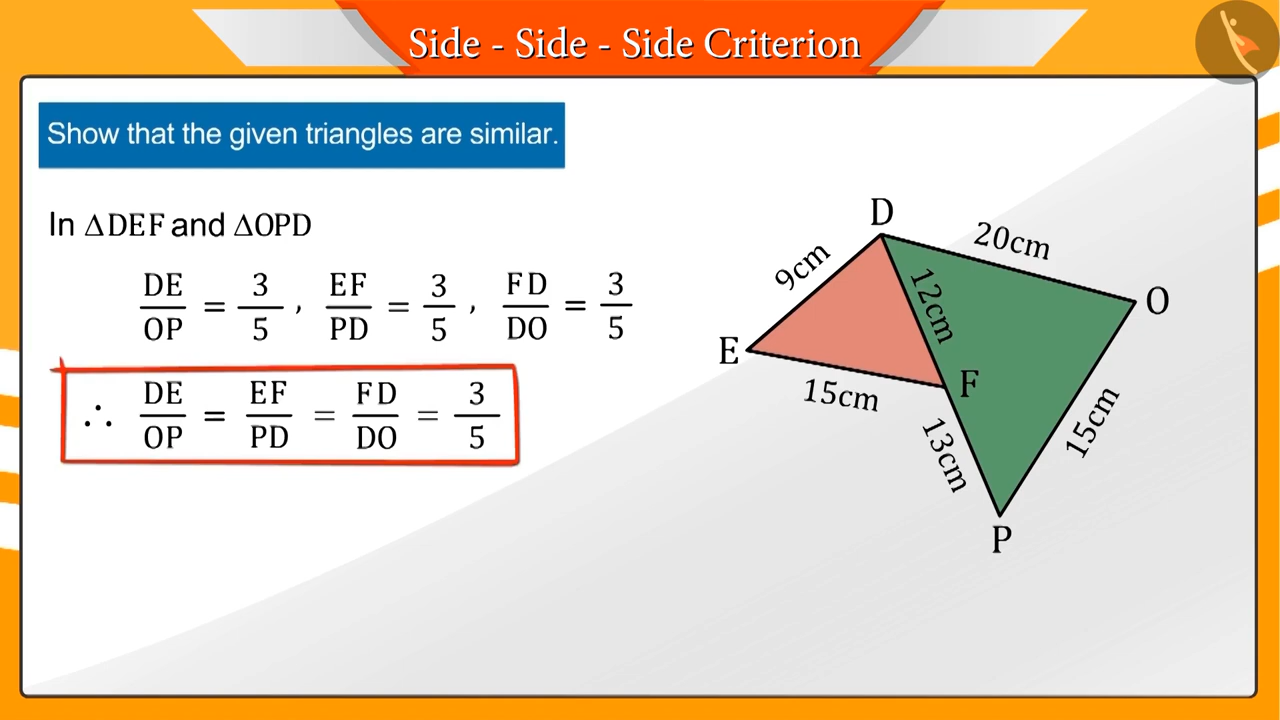 Side - Side - Side Criterion
Show that the given triangles are similar.
In ΔDEF and ΔOPD
DE/OP = 3/5 , EF/PD = 3/5 , FD/DO = 3/5
∴ DE/OP = EF/PD = FD/DO = 3/5
D
20cm
9cm
12cm
O
E
F
15cm
15cm
13cm
P